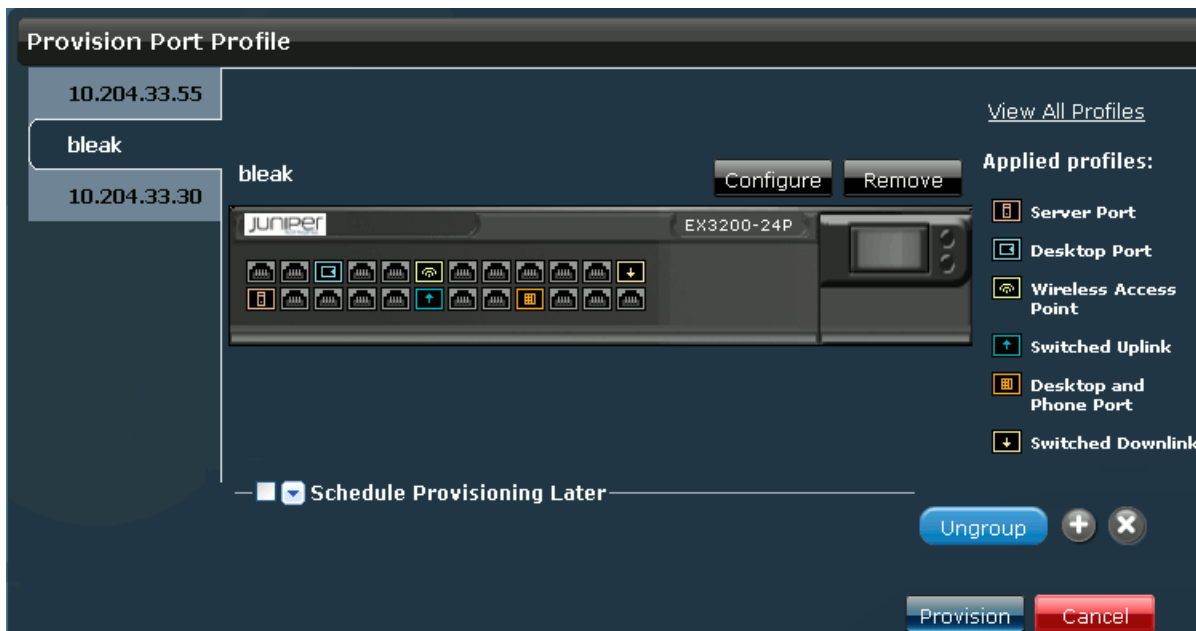 Provision Port Profile
10.204.33.55
bleak
10.204.33.30
bleak
Configure
Remove
JUNIPER
EX3200-24P
View All Profiles
Applied profiles:
Server Port
Desktop Port
Wireless Access
Point
Switched Uplink
Desktop and
Phone Port
Switched Downlink
Schedule Provisioning Later
Ungroup
Provision
Cancel